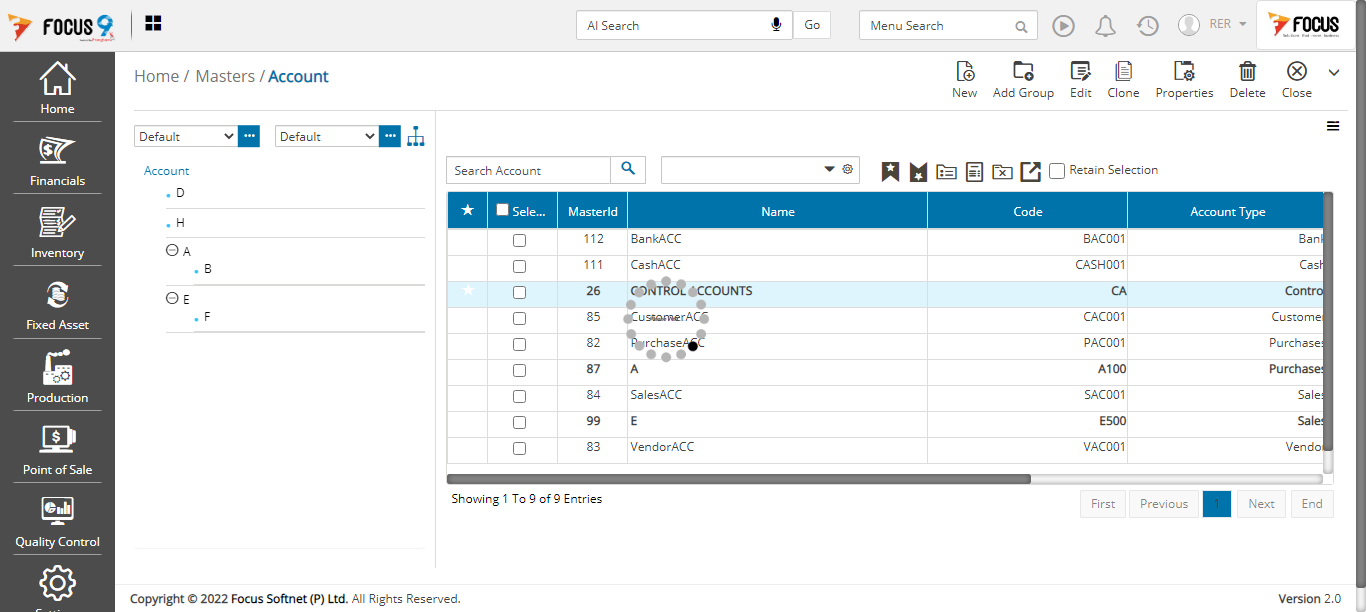 FOCUS 9
AI Search
Go
Menu Search
RER
FOCUS
Home
Financials
Inventory
Fixed Asset
Production
Point of Sale
Quality Control
Home / Masters / Account
New
Add Group
Edit
Clone
Properties
Delete
Close
Default
Default
Account
D
H
A
B
E
F
Search Account
Retain Selection
Sele... MasterId Name Code Account Type
112 BankACC BAC001 Bank
111 CashACC CASH001 Cash
26 CONTROL ACCOUNTS CA Contro
85 CustomerACC CAC001 Customer
82 PurchaseACC PAC001 Purchases
87 A A100 Purchases
84 SalesACC SAC001 Sales
99 E E500 Sales
83 VendorACC VAC001 Vendo
Showing 1 To 9 of 9 Entries
First
Previous
1
Next
End
Copyright © 2022 Focus Softnet (P) Ltd. All Rights Reserved.
Version 2.0